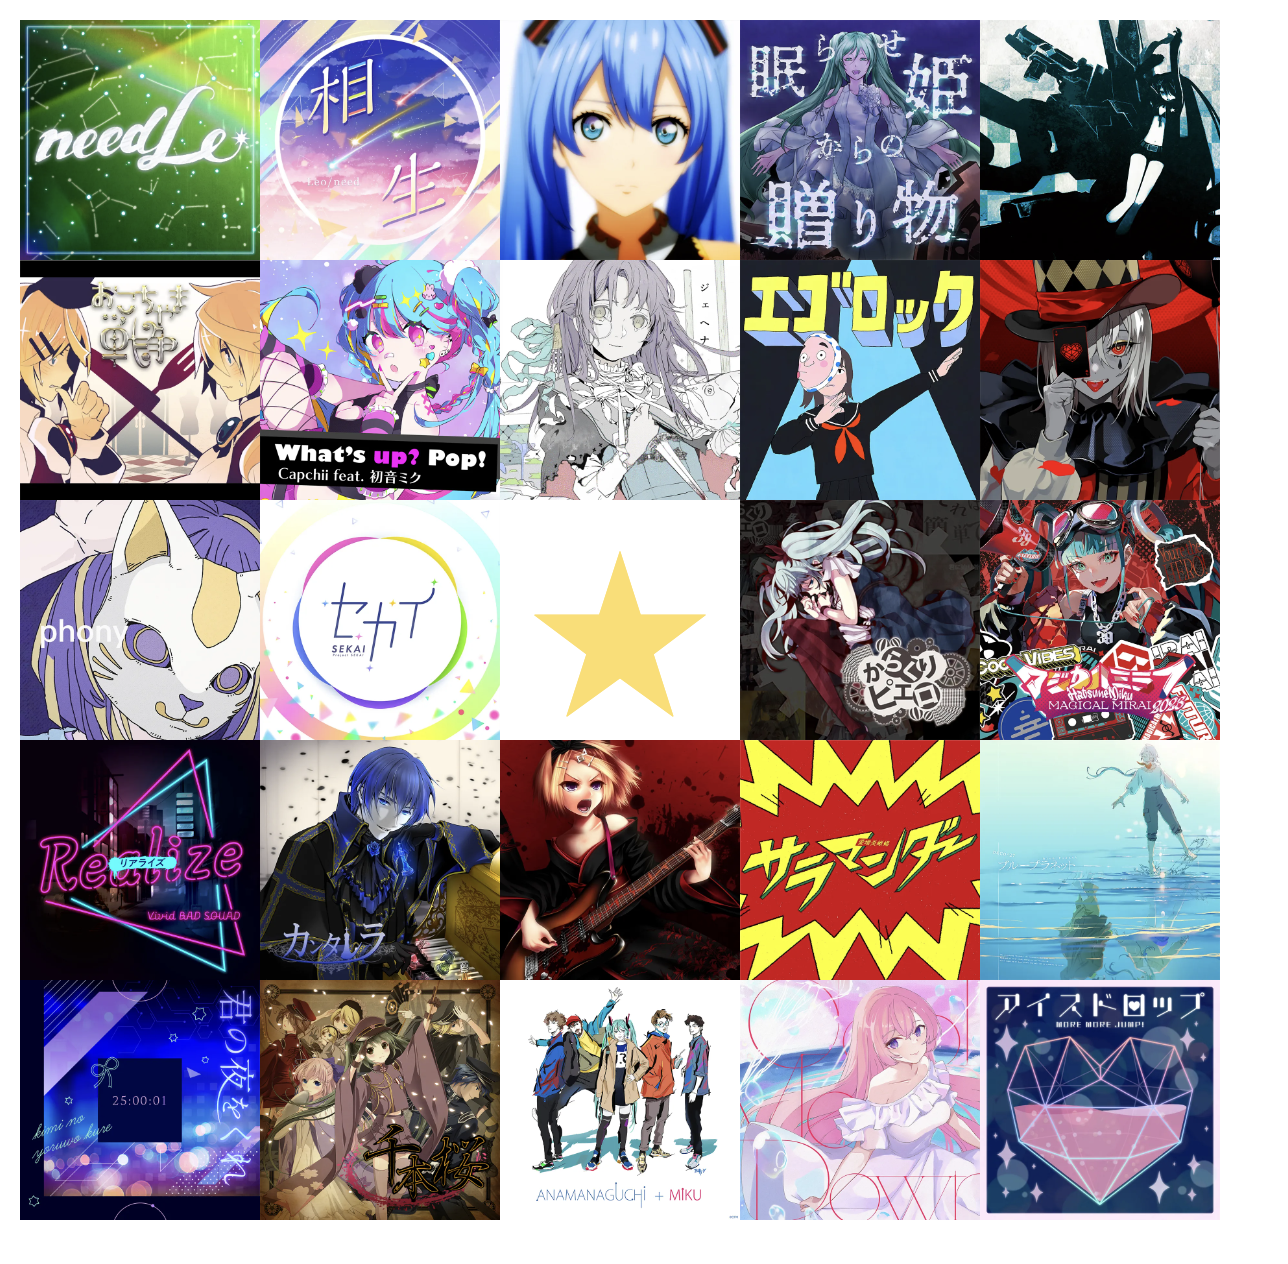 needLe
相生
Leo/need
眠らせ姫
からの
贈り物
おこちゃま
戦争
What's up? Pop!
Capchii feat. 初音ミク
ジェヘナ
エゴロック
phony
セカイ
SEKAI
Project SEKAI
からくり
ピエロ
VIBES
マジカルミライ
HatsuneMiku
MAGICAL MIRAI 2025
Realize
リアライズ
Vivid BAD SQUAD
カンタレラ
サラマンダー
ブループラネット
君の夜をくれ
25:00:01
kimi no
yoruwo kure
千本桜
ANAMANAGUCHI + MIKU
アイスドロップ
MORE MORE JUMP!